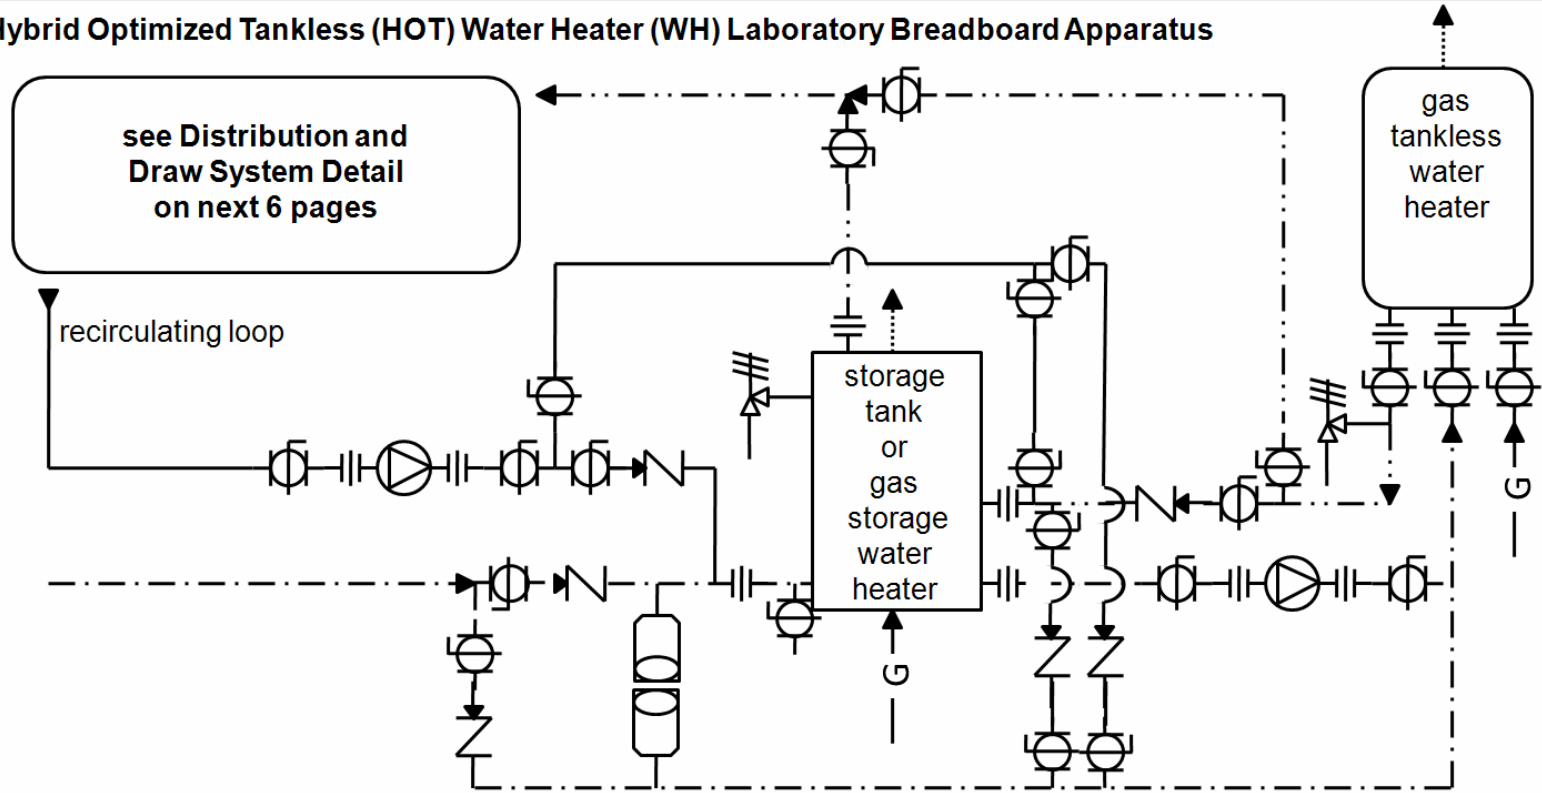 Hybrid Optimized Tankless (HOT) Water Heater (WH) Laboratory Breadboard Apparatus
see Distribution and
Draw System Detail
on next 6 pages
gas
tankless
water
heater
recirculating loop
storage
tank
or
gas
storage
water
heater
G
G